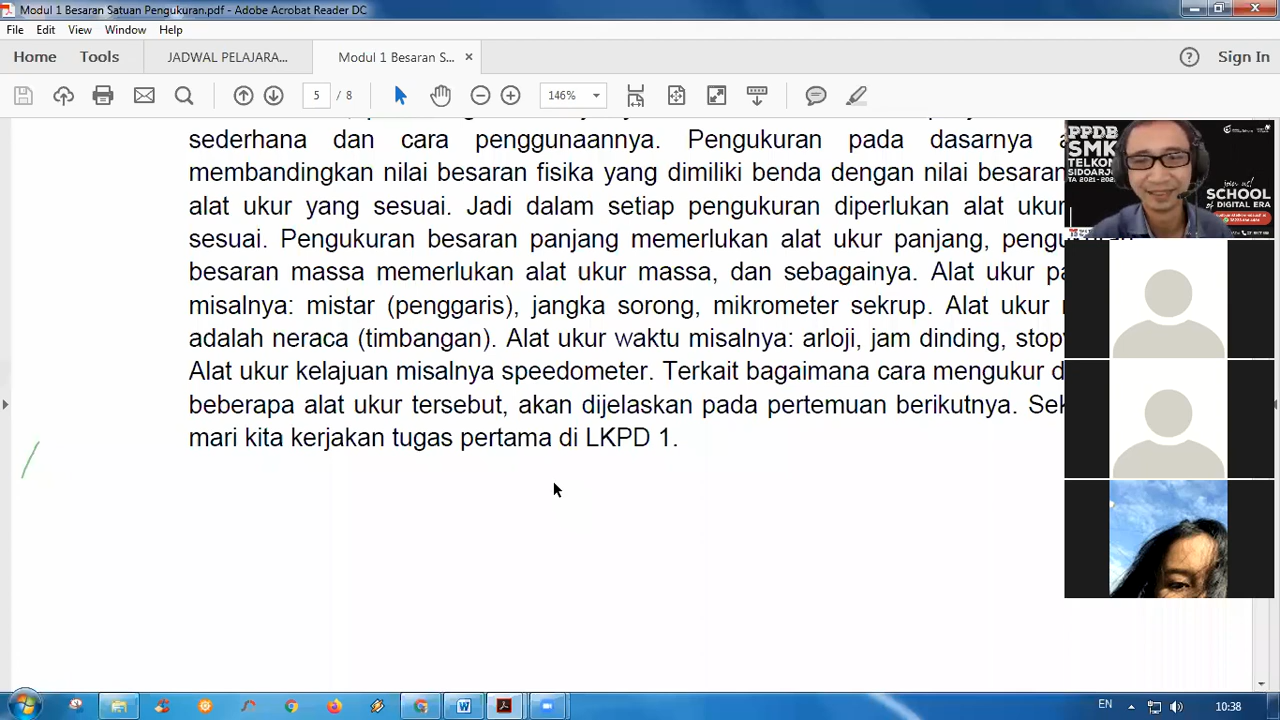 Modul 1 Besaran Satuan Pengukuran.pdf - Adobe Acrobat Reader DC
File Edit View Window Help
Home Tools JADWAL PELAJARA... Modul 1 Besaran S... × Sign In
5 / 8 146%
sederhana dan cara penggunaannya. Pengukuran pada dasarnya
membandingkan nilai besaran fisika yang dimiliki benda dengan nilai besaran
alat ukur yang sesuai. Jadi dalam setiap pengukuran diperlukan alat ukur
sesuai. Pengukuran besaran panjang memerlukan alat ukur panjang,
besaran massa memerlukan alat ukur massa, dan sebagainya. Alat ukur
misalnya: mistar (penggaris), jangka sorong, mikrometer sekrup. Alat ukur
adalah neraca (timbangan). Alat ukur waktu misalnya: arloji, jam dinding,
Alat ukur kelajuan misalnya speedometer. Terkait bagaimana cara mengukur
beberapa alat ukur tersebut, akan dijelaskan pada pertemuan berikutnya.
mari kita kerjakan tugas pertama di LKPD 1.
PPDB
SMK
TELKOM
SIDOARJO
join us!
SCHOOL
of DIGITAL ERA
EN 10:38